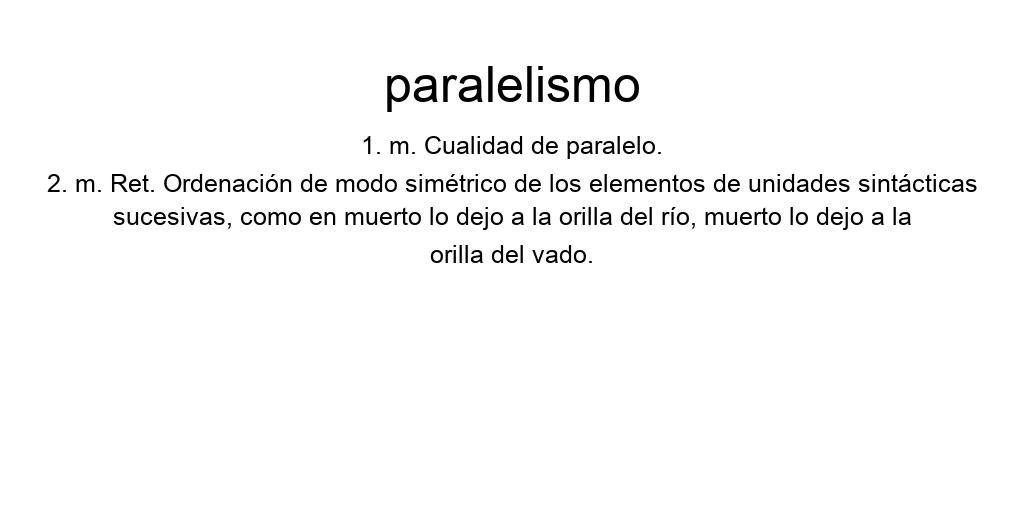 paralelismo
1. m. Cualidad de paralelo.
2. m. Ret. Ordenación de modo simétrico de los elementos de unidades sintácticas
sucesivas, como en muerto lo dejo a la orilla del río, muerto lo dejo a la
orilla del vado.